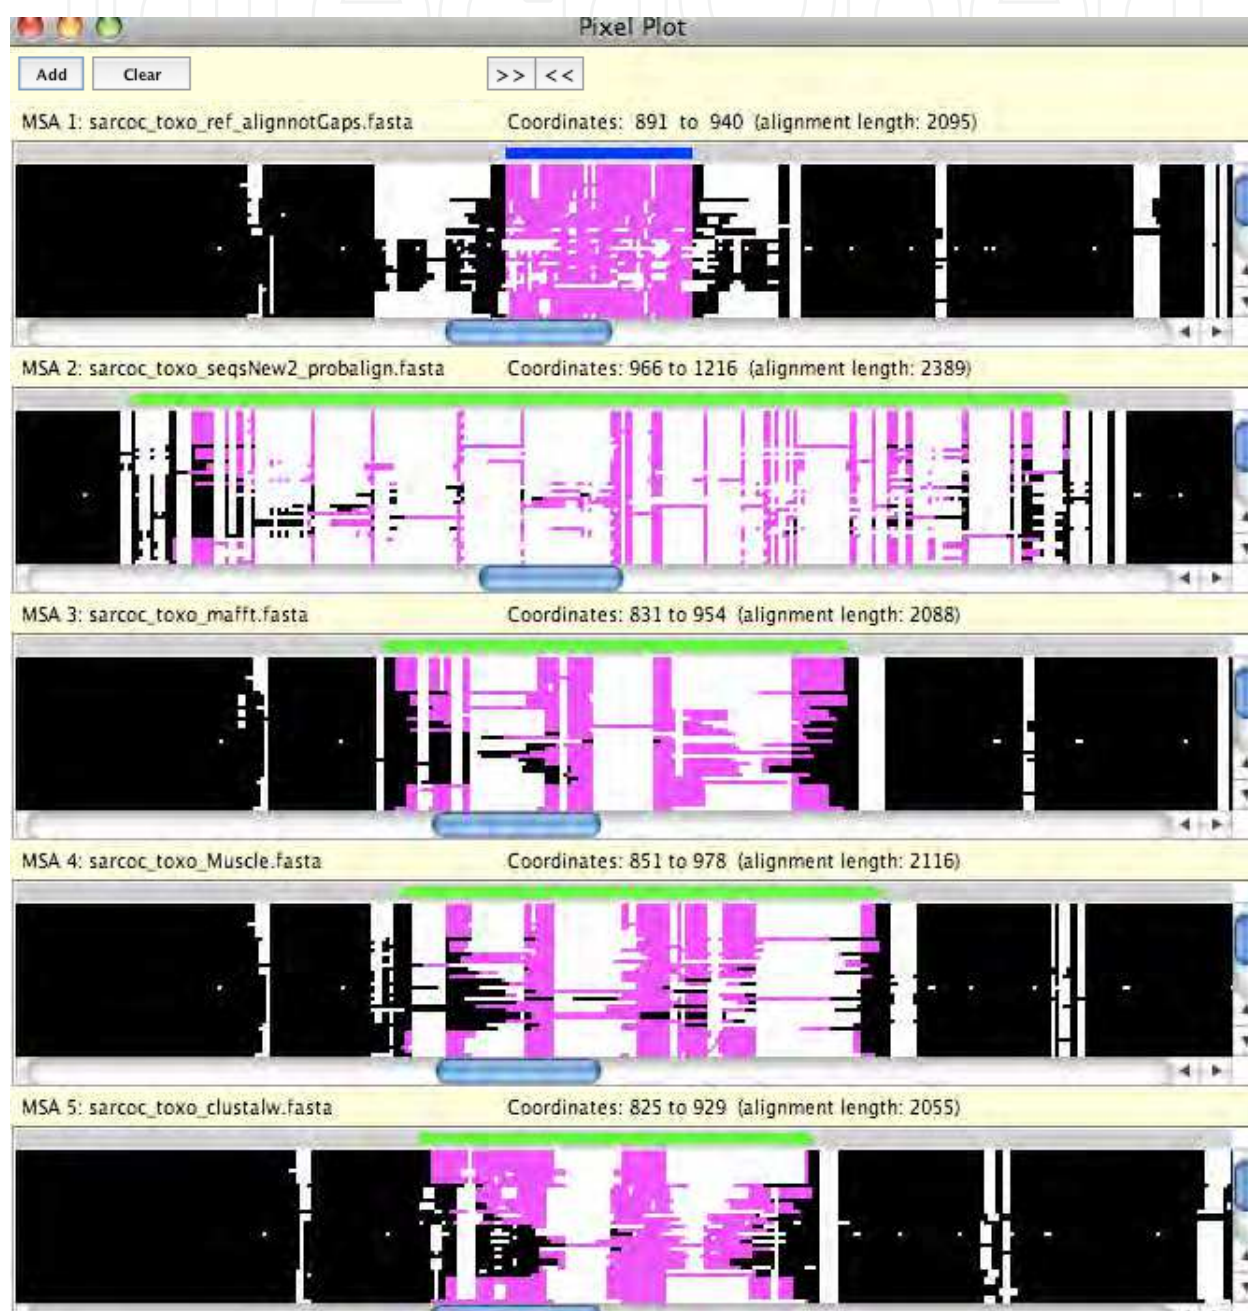 Pixel Plot
Add Clear >> <<
MSA 1: sarcoc_toxo_ref_alignnotGaps.fasta Coordinates: 891 to 940 (alignment length: 2095)
MSA 2: sarcoc_toxo_seqsNew2_probalign.fasta Coordinates: 966 to 1216 (alignment length: 2389)
MSA 3: sarcoc_toxo_mafft.fasta Coordinates: 831 to 954 (alignment length: 2088)
MSA 4: sarcoc_toxo_Muscle.fasta Coordinates: 851 to 978 (alignment length: 2116)
MSA 5: sarcoc_toxo_clustalw.fasta Coordinates: 825 to 929 (alignment length: 2055)